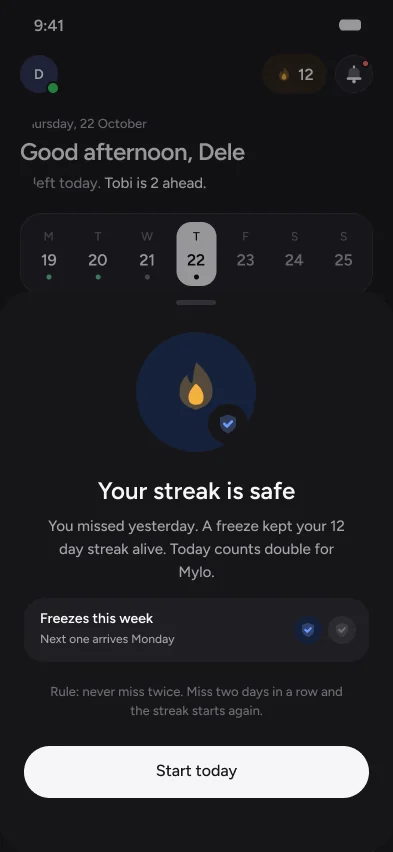 9:41
D
12
ursday, 22 October
Good afternoon, Dele
left today. Tobi is 2 ahead.
M T W T F S S
19 20 21 22 23 24 25
Your streak is safe
You missed yesterday. A freeze kept your 12
day streak alive. Today counts double for
Mylo.
Freezes this week
Next one arrives Monday
Rule: never miss twice. Miss two days in a row and
the streak starts again.
Start today